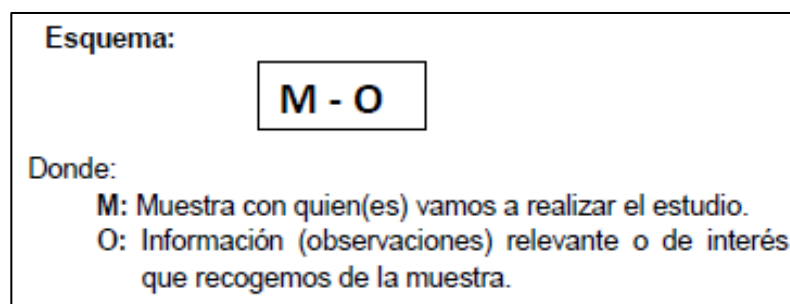 Esquema:
M - O
Donde:
M: Muestra con quien(es) vamos a realizar el estudio.
O: Información (observaciones) relevante o de interés
que recogemos de la muestra.